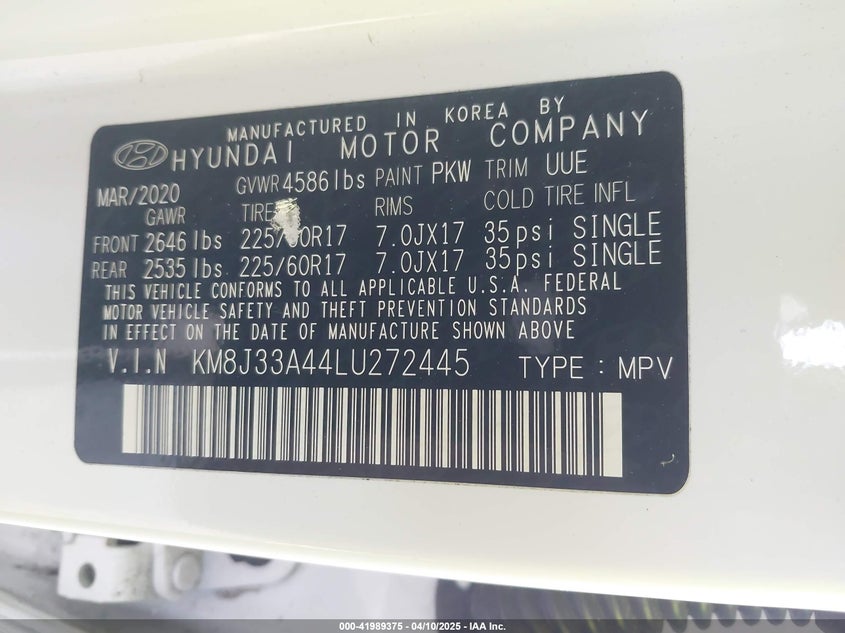 MANUFACTURED IN KOREA BY
HYUNDAI MOTOR COMPANY
MAR/2020 GVWR 4586lbs PAINT PKW TRIM UUE
GAWR TIRE RIMS COLD TIRE INFL
FRONT 2646 lbs 7.0JX17 35psi SINGLE
REAR 2535 lbs 225/60R17 7.0JX17 35psi SINGLE
THIS VEHICLE CONFORMS TO ALL APPLICABLE U.S.A. FEDERAL
MOTOR VEHICLE SAFETY AND THEFT PREVENTION STANDARDS
IN EFFECT ON THE DATE OF MANUFACTURE SHOWN ABOVE
V.I.N KM8J33A44LU272445 TYPE : MPV
000-41989375 - 04/10/2025 - IAA Inc.